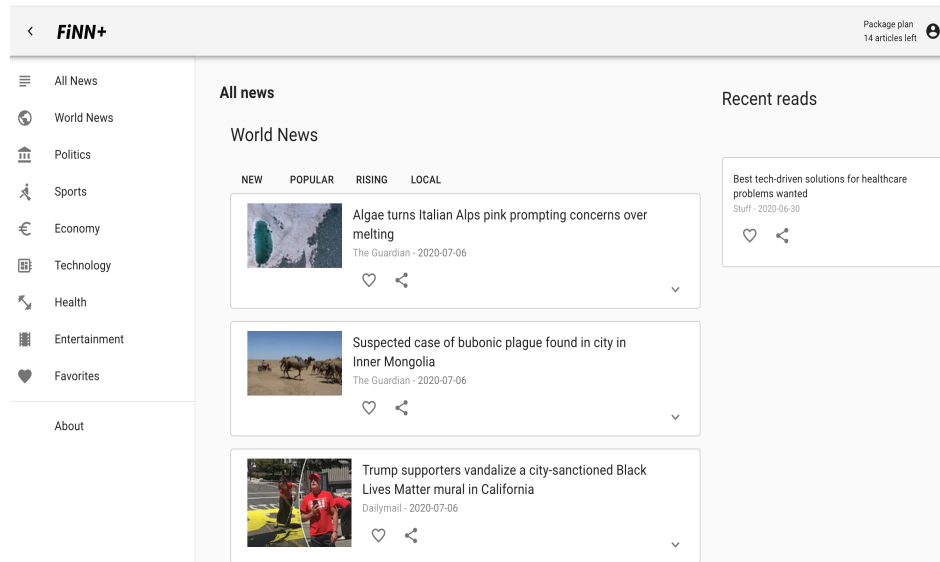 FiNN+
Package plan
14 articles left
All News
World News
Politics
Sports
Economy
Technology
Health
Entertainment
Favorites
About
All news
World News
NEW POPULAR RISING LOCAL
Algae turns Italian Alps pink prompting concerns over
melting
The Guardian - 2020-07-06
Suspected case of bubonic plague found in city in
Inner Mongolia
The Guardian - 2020-07-06
Trump supporters vandalize a city-sanctioned Black
Lives Matter mural in California
Dailymail - 2020-07-06
Recent reads
Best tech-driven solutions for healthcare
problems wanted
Stuff - 2020-06-30